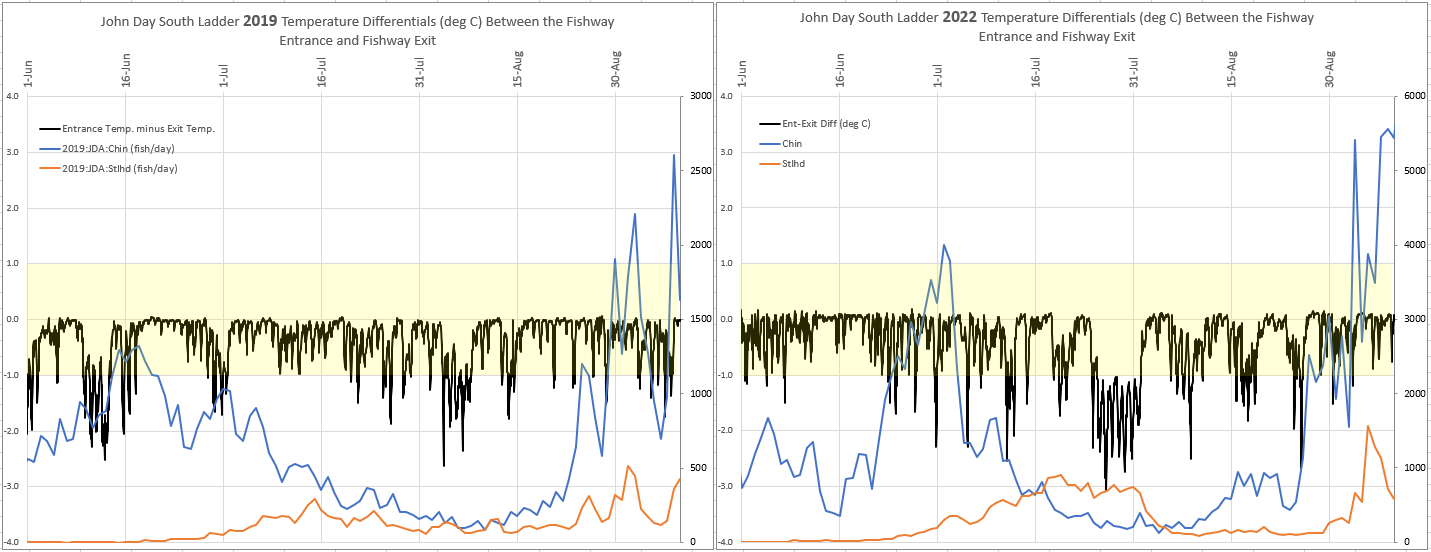 John Day South Ladder 2019 Temperature Differentials (deg C) Between the Fishway
Entrance and Fishway Exit
1-Jun
16-Jun
1-Jul
16-Jul
31-Jul
15-Aug
30-Aug
4.0
3.0
2.0
1.0
0.0
-1.0
-2.0
-3.0
-4.0
Entrance Temp. minus Exit Temp.
2019:JDA:Chin (fish/day)
2019:JDA:Stlhd (fish/day)
3000
2500
2000
1500
1000
500
0
John Day South Ladder 2022 Temperature Differentials (deg C) Between the Fishway
Entrance and Fishway Exit
1-Jun
16-Jun
1-Jul
16-Jul
31-Jul
15-Aug
30-Aug
4.0
3.0
2.0
1.0
0.0
-1.0
-2.0
-3.0
-4.0
Ent-Exit Diff (deg C)
Chin
Stlhd
6000
5000
4000
3000
2000
1000
0